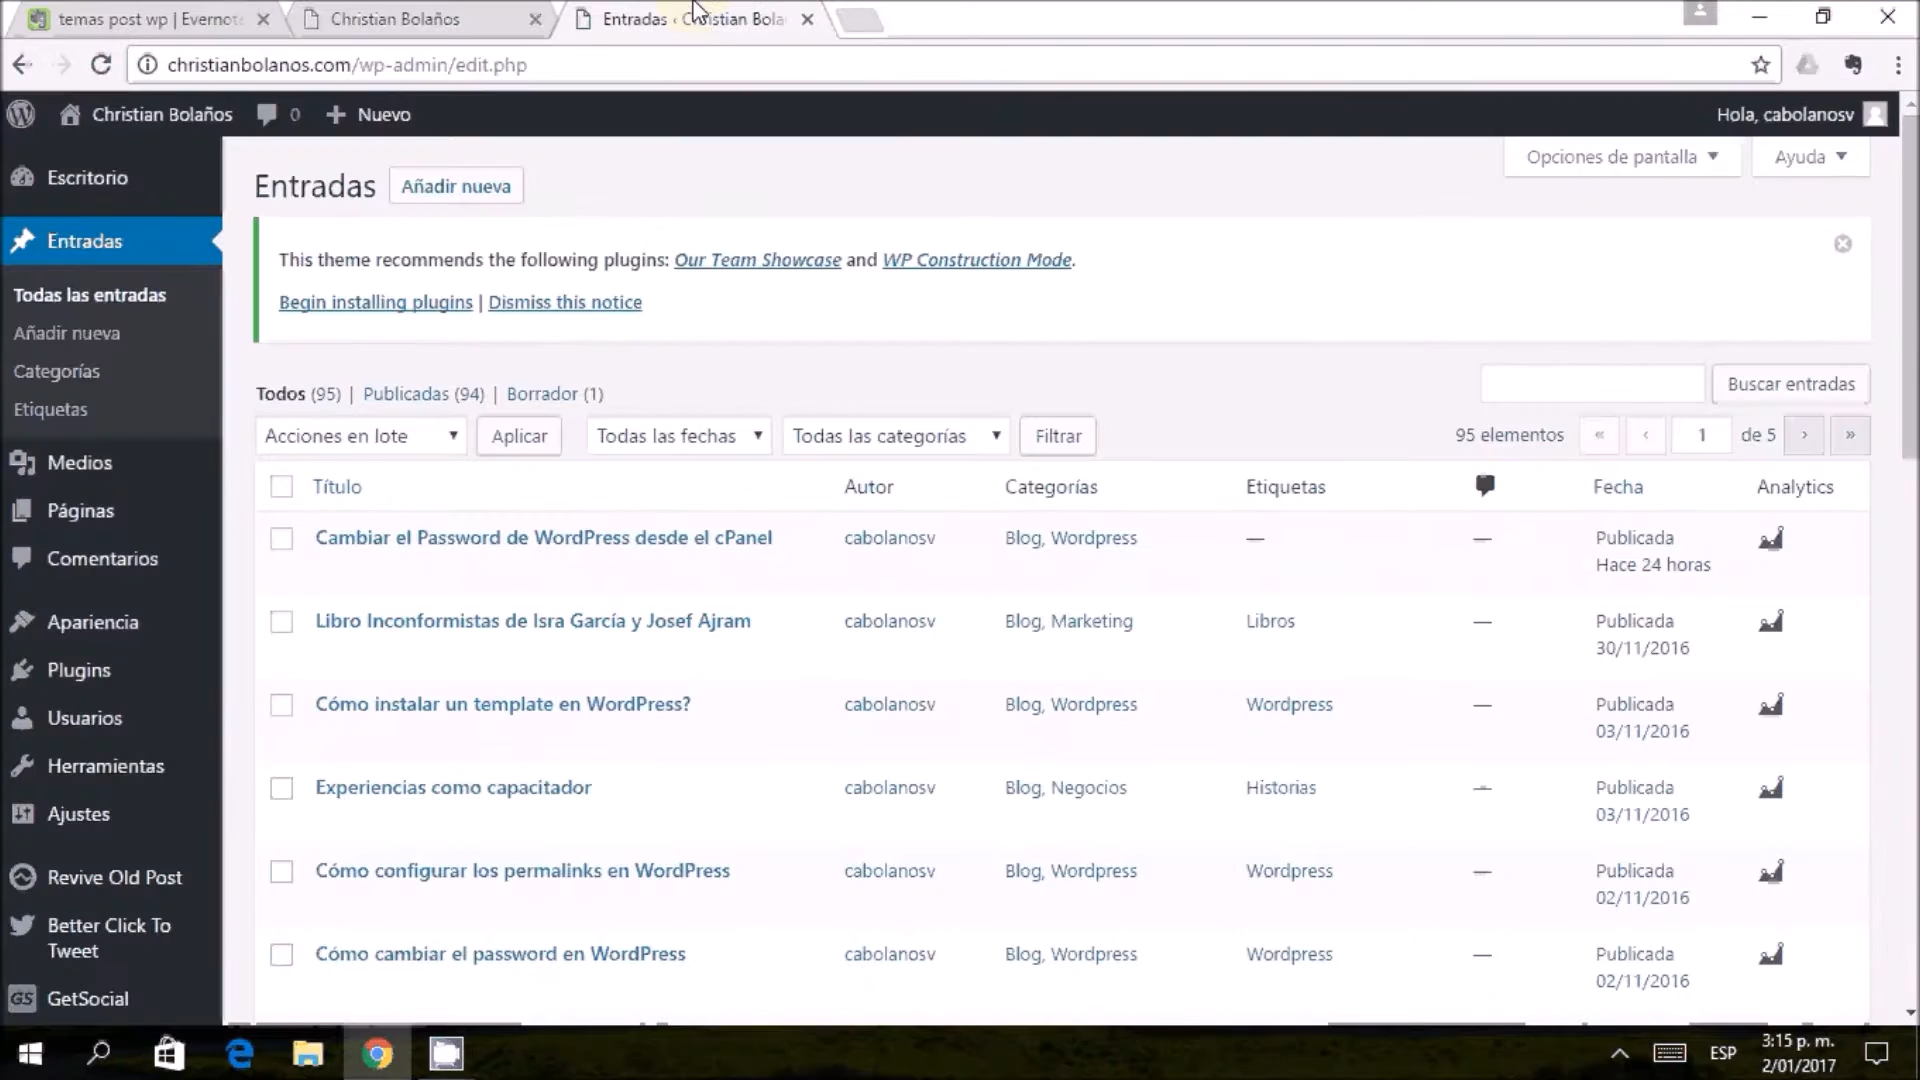 temas post wp | Evernote
Christian Bolaños
Entradas ‹ Christian Bola
christianbolanos.com/wp-admin/edit.php
Christian Bolaños
0
Nuevo
Hola, cabolanosv
Escritorio
Entradas
Todas las entradas
Añadir nueva
Categorías
Etiquetas
Medios
Páginas
Comentarios
Apariencia
Plugins
Usuarios
Herramientas
Ajustes
Revive Old Post
Better Click To
Tweet
GS GetSocial
Opciones de pantalla
Ayuda
Entradas Añadir nueva
This theme recommends the following plugins: Our Team Showcase and WP Construction Mode.
Begin installing plugins | Dismiss this notice
Todos (95) | Publicadas (94) | Borrador (1)
Buscar entradas
Acciones en lote Aplicar Todas las fechas Todas las categorías Filtrar 95 elementos « ‹ 1 de 5 › »
Título Autor Categorías Etiquetas Fecha Analytics
Cambiar el Password de WordPress desde el cPanel cabolanosv Blog, Wordpress — — Publicada
Hace 24 horas
Libro Inconformistas de Isra García y Josef Ajram cabolanosv Blog, Marketing Libros — Publicada
30/11/2016
Cómo instalar un template en WordPress? cabolanosv Blog, Wordpress Wordpress — Publicada
03/11/2016
Experiencias como capacitador cabolanosv Blog, Negocios Historias — Publicada
03/11/2016
Cómo configurar los permalinks en WordPress cabolanosv Blog, Wordpress Wordpress — Publicada
02/11/2016
Cómo cambiar el password en WordPress cabolanosv Blog, Wordpress Wordpress — Publicada
02/11/2016
ESP
3:15 p. m.
2/01/2017